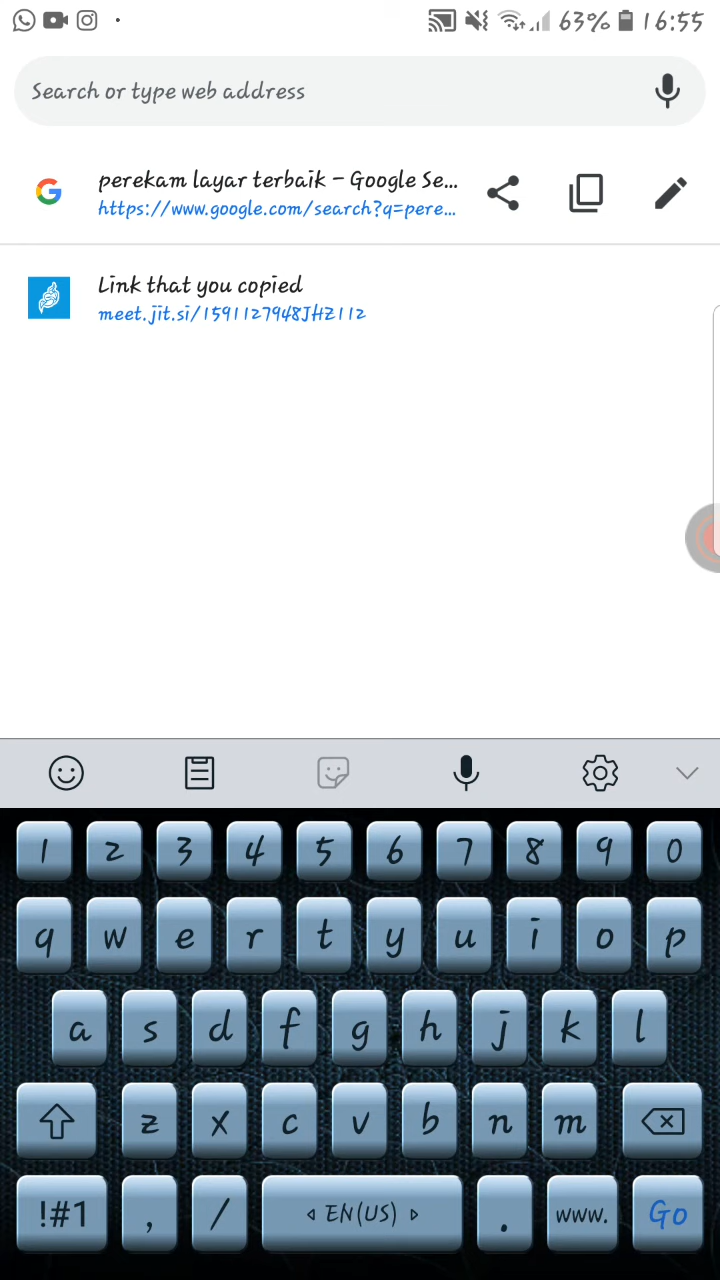 63% 16:55
Search or type web address
perekam layar terbaik - Google Se...
https://www.google.com/search?q=pere...
Link that you copied
meet.jit.si/1591127948JHZ112
1 2 3 4 5 6 7 8 9 0
q w e r t y u i o p
a s d f g h j k l
z x c v b n m
!#1 , / EN(US) . www. Go